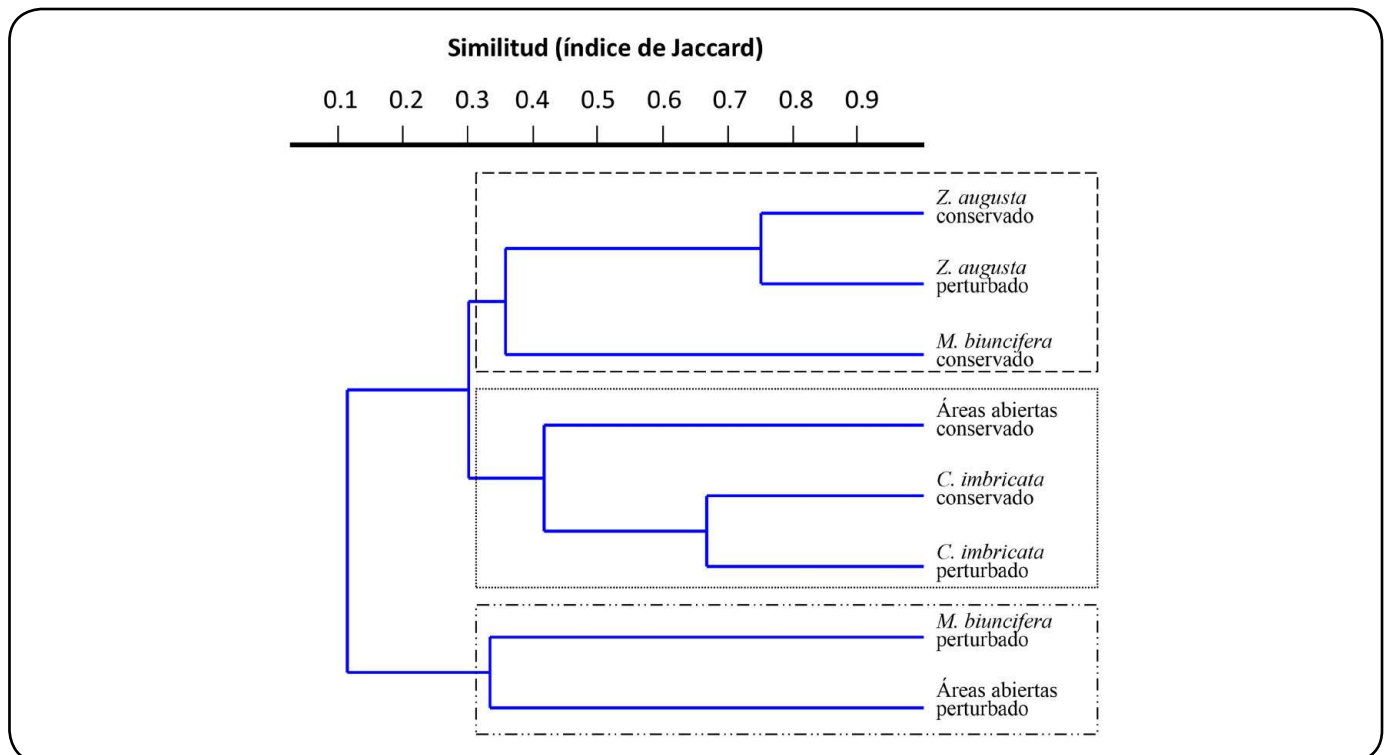 Similitud (índice de Jaccard)
0.1 0.2 0.3 0.4 0.5 0.6 0.7 0.8 0.9
Z. augusta
conservado
Z. augusta
perturbado
M. biuncifera
conservado
Áreas abiertas
conservado
C. imbricata
conservado
C. imbricata
perturbado
M. biuncifera
perturbado
Áreas abiertas
perturbado